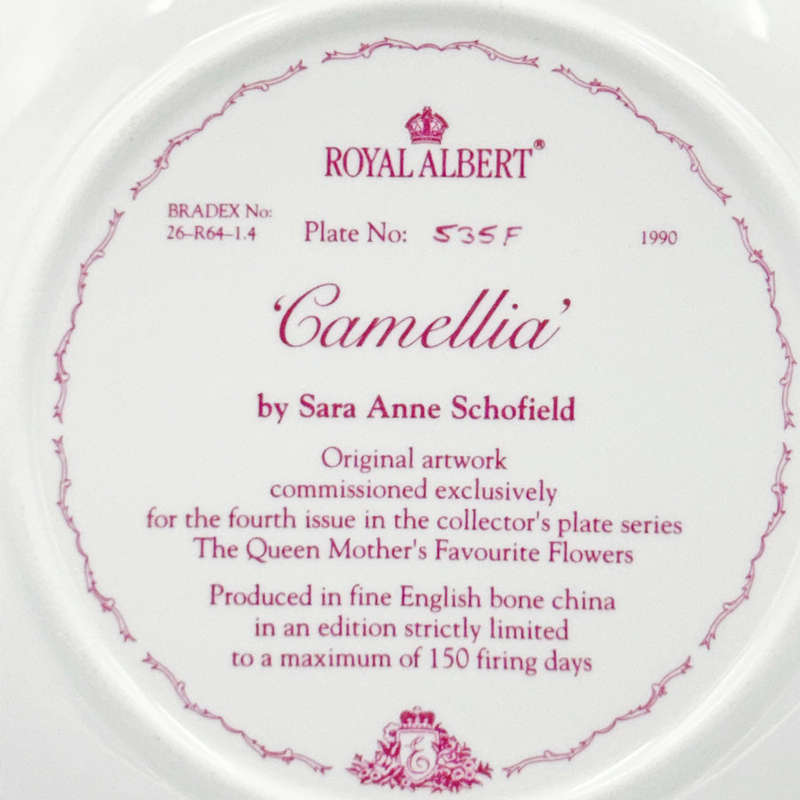 ROYAL ALBERT®
BRADEX No:
26-R64-1.4
Plate No: 535F
1990
'Camellia'
by Sara Anne Schofield
Original artwork
commissioned exclusively
for the fourth issue in the collector's plate series
The Queen Mother's Favourite Flowers
Produced in fine English bone china
in an edition strictly limited
to a maximum of 150 firing days
E